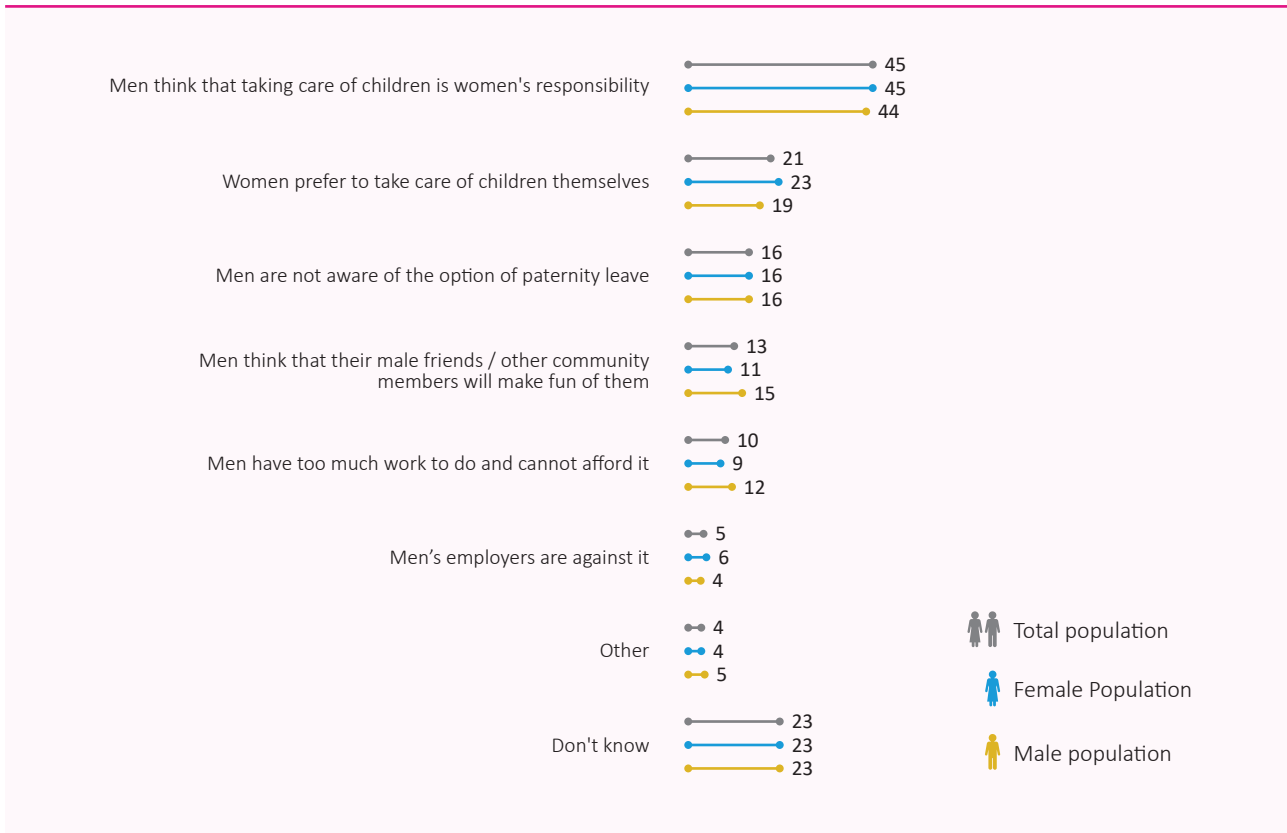 Men think that taking care of children is women's responsibility
45
45
44
Women prefer to take care of children themselves
21
23
19
Men are not aware of the option of paternity leave
16
16
16
Men think that their male friends / other community
members will make fun of them
13
11
15
Men have too much work to do and cannot afford it
10
9
12
Men’s employers are against it
5
6
4
Other
4
4
5
Don't know
23
23
23
Total population
Female Population
Male population